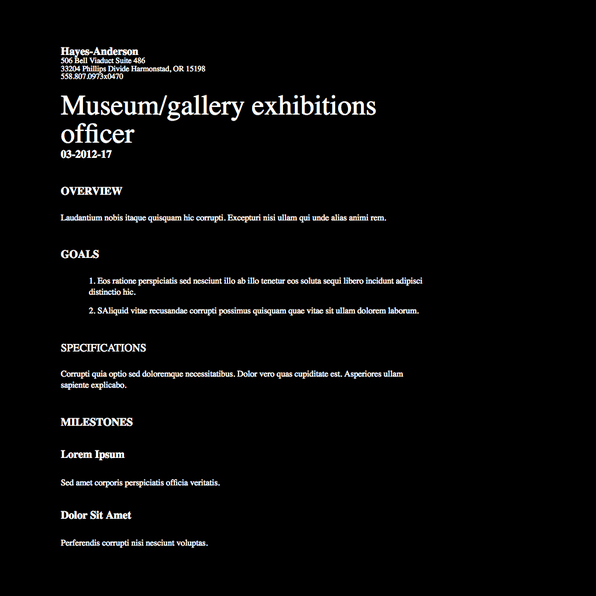 Hayes-Anderson
506 Bell Viaduct Suite 486
33204 Phillips Divide Harmonstad, OR 15198
558.807.0973x0470
Museum/gallery exhibitions
officer
03-2012-17
OVERVIEW
Laudantium nobis itaque quisquam hic corrupti. Excepturi nisi ullam qui unde alias animi rem.
GOALS
1. Eos ratione perspiciatis sed nesciunt illo ab illo tenetur eos soluta sequi libero incidunt adipisci
distinctio hic.
2. SAliquid vitae recusandae corrupti possimus quisquam quae vitae sit ullam dolorem laborum.
SPECIFICATIONS
Corrupti quia optio sed doloremque necessitatibus. Dolor vero quas cupiditate est. Asperiores ullam
sapiente explicabo.
MILESTONES
Lorem Ipsum
Sed amet corporis perspiciatis officia veritatis.
Dolor Sit Amet
Perferendis corrupti nisi nesciunt voluptas.